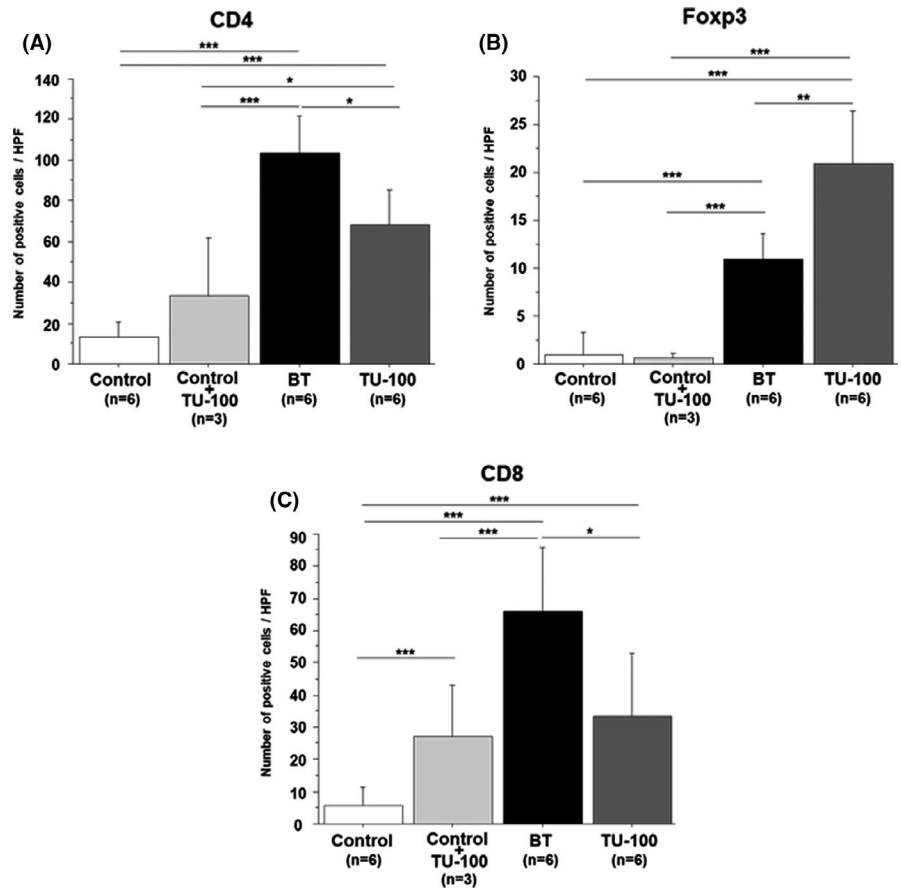 CD4
(A)
***
***
*
***
*
Number of positive cells / HPF
140
120
100
80
60
40
20
0
Control
(n=6)
Control
+
TU-100
(n=3)
BT
(n=6)
TU-100
(n=6)
Foxp3
(B)
***
***
**
***
***
Number of positive cells / HPF
30
25
20
15
10
5
0
Control
(n=6)
Control
+
TU-100
(n=3)
BT
(n=6)
TU-100
(n=6)
CD8
(C)
***
***
***
*
***
Number of positive cells / HPF
90
80
70
60
50
40
30
20
10
0
Control
(n=6)
Control
+
TU-100
(n=3)
BT
(n=6)
TU-100
(n=6)